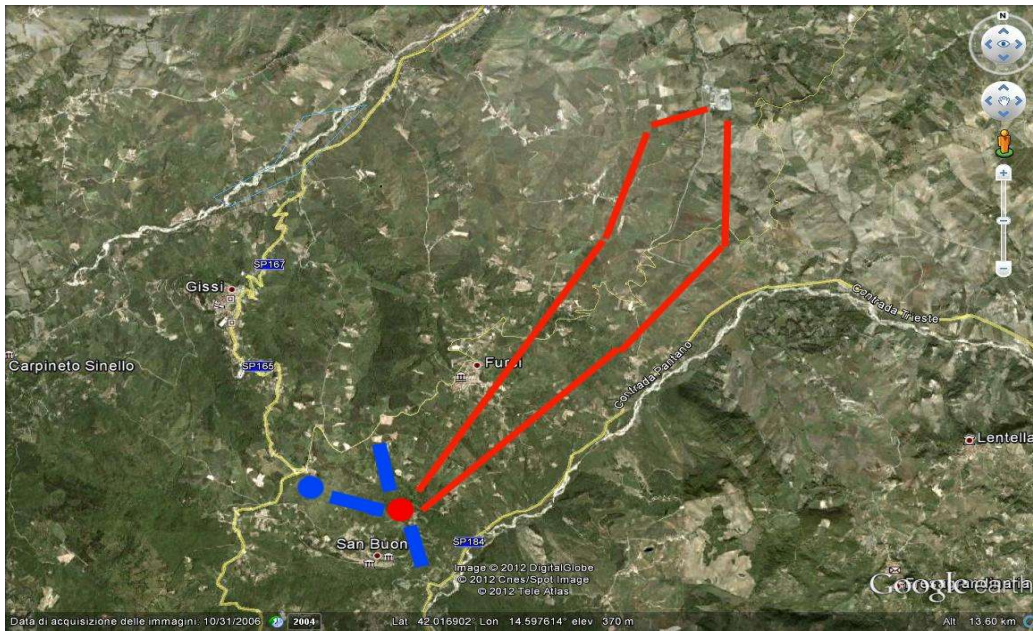 N
SP167
Gissi
Contrada Trieste
Carpineto Sinello
SP165
Furci
Contrada Pantano
Lentella
San Buon
SP184
Image © 2012 DigitalGlobe
© 2012 Cnes/Spot Image
© 2012 Tele Atlas
Google earth
Data di acquisizione delle immagini: 10/31/2006
2004
Lat 42.016902° Lon 14.597614° elev 370 m
Alt 13.60 km